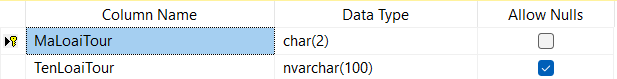 Column Name Data Type Allow Nulls
MaLoaiTour char(2)
TenLoaiTour nvarchar(100)